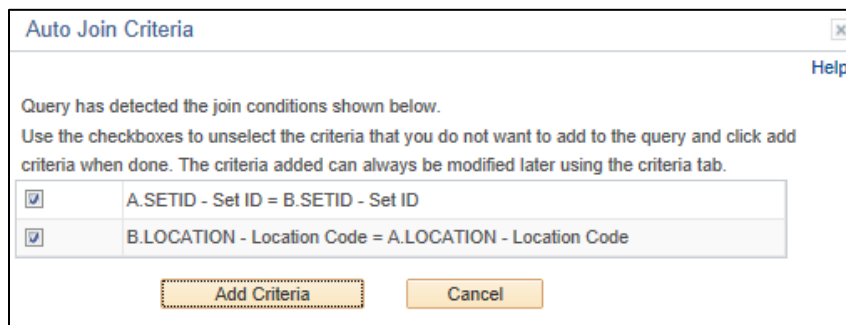 Auto Join Criteria
Help
Query has detected the join conditions shown below.
Use the checkboxes to unselect the criteria that you do not want to add to the query and click add
criteria when done. The criteria added can always be modified later using the criteria tab.
A.SETID - Set ID = B.SETID - Set ID
B.LOCATION - Location Code = A.LOCATION - Location Code
Add Criteria Cancel